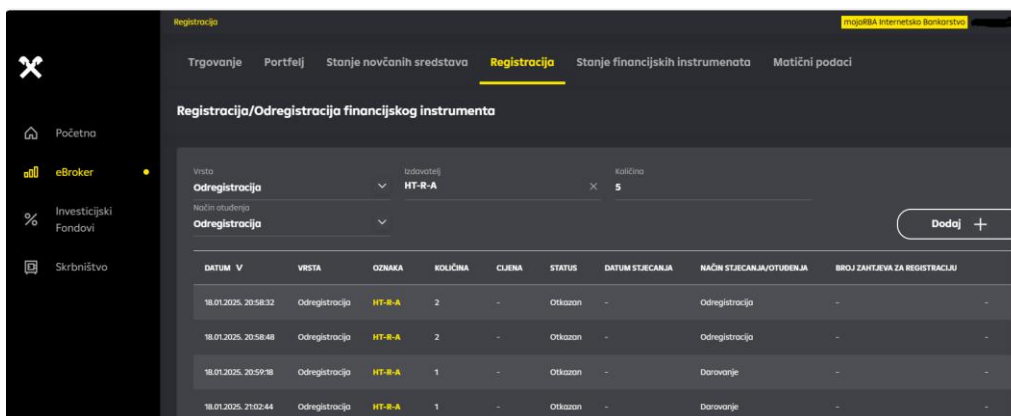 Registracija
mojaRBA Internetsko Bankarstvo
Trgovanje Portfelj Stanje novčanih sredstava Registracija Stanje financijskih instrumenata Matični podaci
Registracija/Odregistracija financijskog instrumenta
Početna
eBroker
Investicijski
Fondovi
Skrbništvo
Vrsta Izdavatelj Količina
Odregistracija HT-R-A 5
Način otuđenja
Odregistracija
Dodaj +
DATUM VRSTA OZNAKA KOLIČINA CIJENA STATUS DATUM STJECANJA NAČIN STJECANJA/OTUĐENJA BROJ ZAHTJEVA ZA REGISTRACIJU
18.01.2025. 20:58:32 Odregistracija HT-R-A 2 - Otkazan - Odregistracija - -
18.01.2025. 20:58:48 Odregistracija HT-R-A 2 - Otkazan - Odregistracija - -
18.01.2025. 20:59:18 Odregistracija HT-R-A 1 - Otkazan - Darovanje - -
18.01.2025. 21:02:44 Odregistracija HT-R-A 1 - Otkazan - Darovanje - -